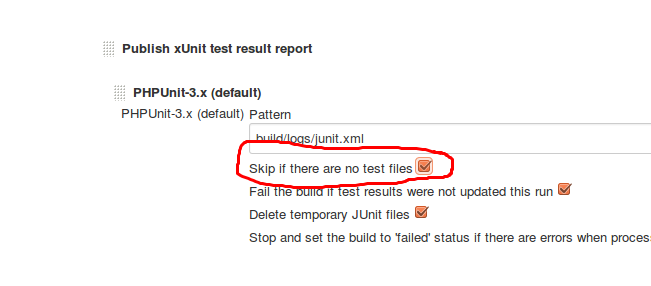 Publish xUnit test result report
PHPUnit-3.x (default)
PHPUnit-3.x (default) Pattern
build/logs/junit.xml
Skip if there are no test files
Fail the build if test results were not updated this run
Delete temporary JUnit files
Stop and set the build to 'failed' status if there are errors when proces